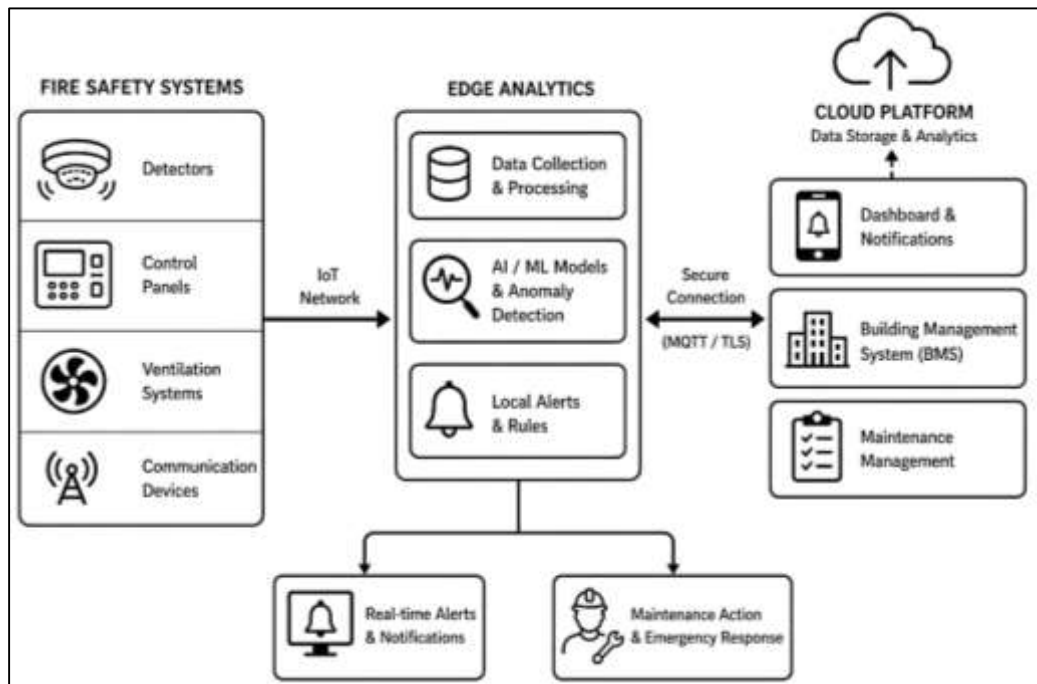 FIRE SAFETY SYSTEMS
Detectors
Control
Panels
Ventilation
Systems
Communication
Devices
IoT
Network
EDGE ANALYTICS
Data Collection
& Processing
AI / ML Models
& Anomaly
Detection
Local Alerts
& Rules
Secure
Connection
(MQTT / TLS)
CLOUD PLATFORM
Data Storage & Analytics
Dashboard &
Notifications
Building Management
System (BMS)
Maintenance
Management
Real-time Alerts
& Notifications
Maintenance Action
& Emergency Response